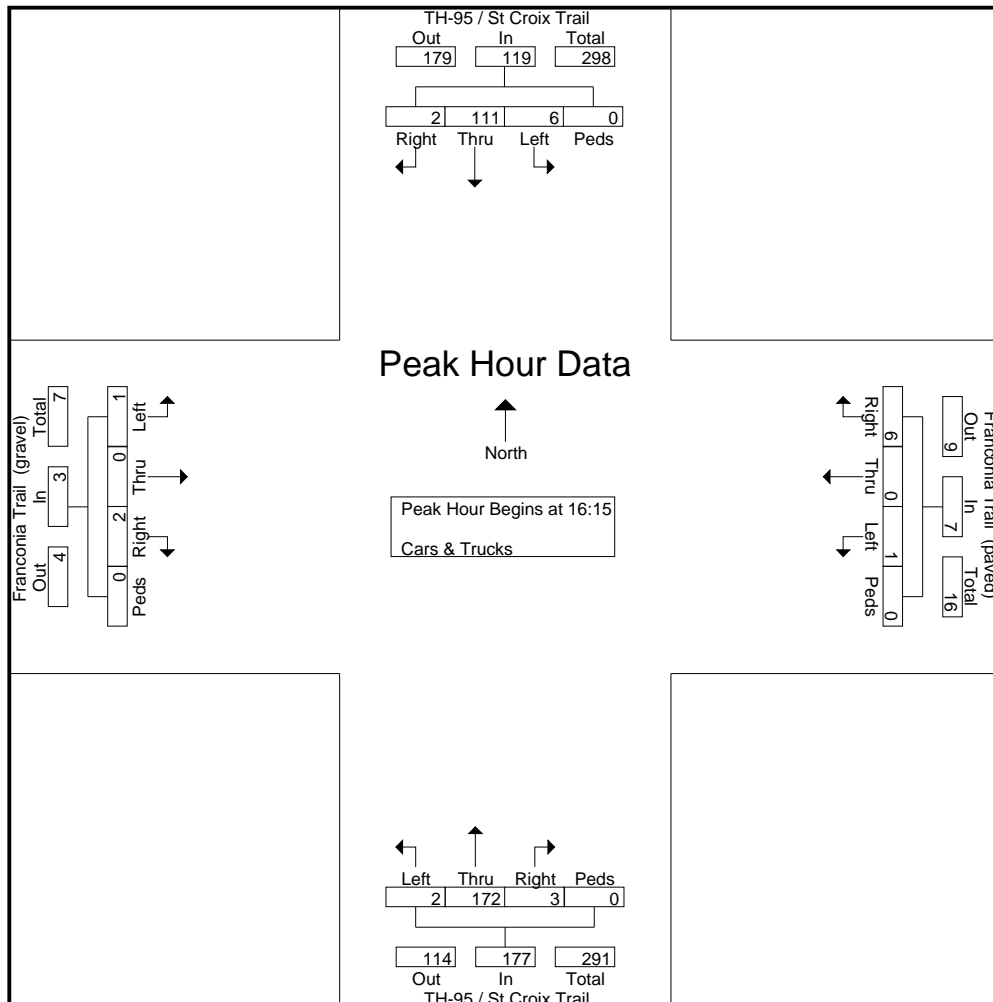 TH-95 / St Croix Trail
Out In Total
179 119 298
2 111 6 0
Right Thru Left Peds
Peak Hour Data
North
Peak Hour Begins at 16:15
Cars & Trucks
Franconia Trail (gravel)
Out In Total
4 3 7
1 0 2 0
Left Thru Right Peds
Right Thru Left Peds
6 0 1 0
9 7 16
Out In Total
Franconia Trail (paved)
Left Thru Right Peds
2 172 3 0
114 177 291
Out In Total
TH-95 / St Croix Trail